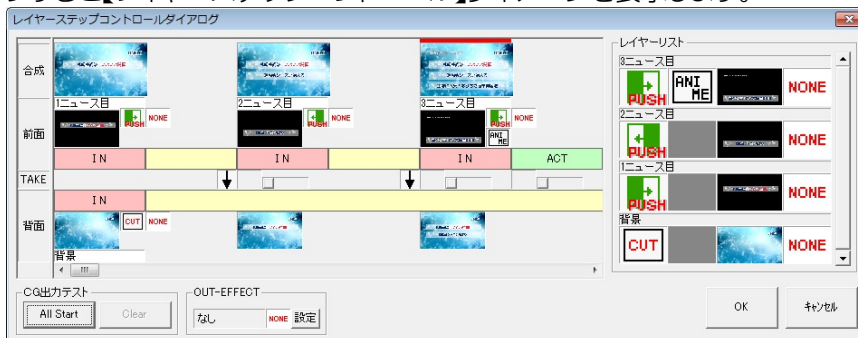 レイヤーステップコントロールダイアログ
合成
前面
TAKE
背面
1ニュース目
PUSH
NONE
2ニュース目
PUSH
NONE
3ニュース目
PUSH
NONE
ANI
ME
IN
IN
IN
ACT
IN
CUT
NONE
背景
レイヤーリスト
3ニュース目
PUSH
ANI
ME
NONE
2ニュース目
PUSH
NONE
1ニュース目
PUSH
NONE
背景
CUT
NONE
CG出力テスト
All Start
Clear
OUT-EFFECT
なし
NONE
設定
OK
キャンセル